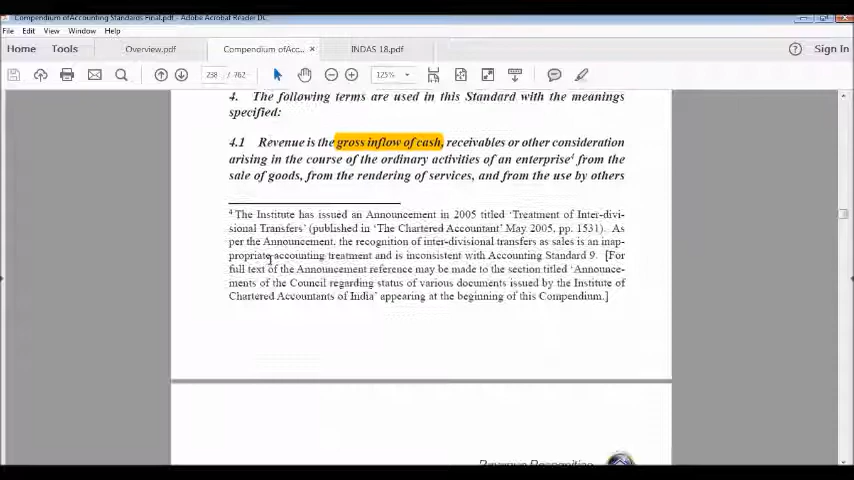 Compendium ofAccounting Standards Final.pdf - Adobe Acrobat Reader DC
File Edit View Window Help
Home Tools Overview.pdf Compendium ofAcc... × INDAS 18.pdf ? Sign In
238 / 762 125%
4. The following terms are used in this Standard with the meanings
specified:
4.1 Revenue is the gross inflow of cash, receivables or other consideration
arising in the course of the ordinary activities of an enterprise4 from the
sale of goods, from the rendering of services, and from the use by others
4 The Institute has issued an Announcement in 2005 titled ‘Treatment of Inter-divi-
sional Transfers’ (published in ‘The Chartered Accountant’ May 2005, pp. 1531). As
per the Announcement, the recognition of inter-divisional transfers as sales is an inap-
propriate accounting treatment and is inconsistent with Accounting Standard 9. [For
full text of the Announcement reference may be made to the section titled ‘Announce-
ments of the Council regarding status of various documents issued by the Institute of
Chartered Accountants of India’ appearing at the beginning of this Compendium.]
Revenue Recognition